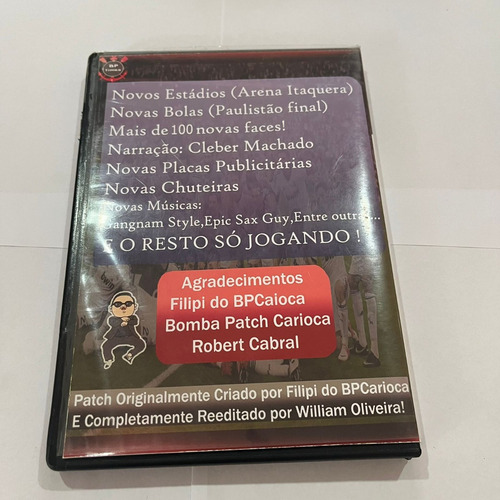 BP
Novos Estádios (Arena Itaquera)
Novas Bolas (Paulistão final)
Mais de 100 novas faces!
Narração: Cleber Machado
Novas Placas Publicitárias
Novas Chuteiras
Novas Músicas:
Gangnam Style,Epic Sax Guy,Entre outras...
E O RESTO SÓ JOGANDO !
Agradecimentos
Filipi do BPCaioca
Bomba Patch Carioca
Robert Cabral
Patch Originalmente Criado por Filipi do BPCarioca
E Completamente Reeditado por William Oliveira!